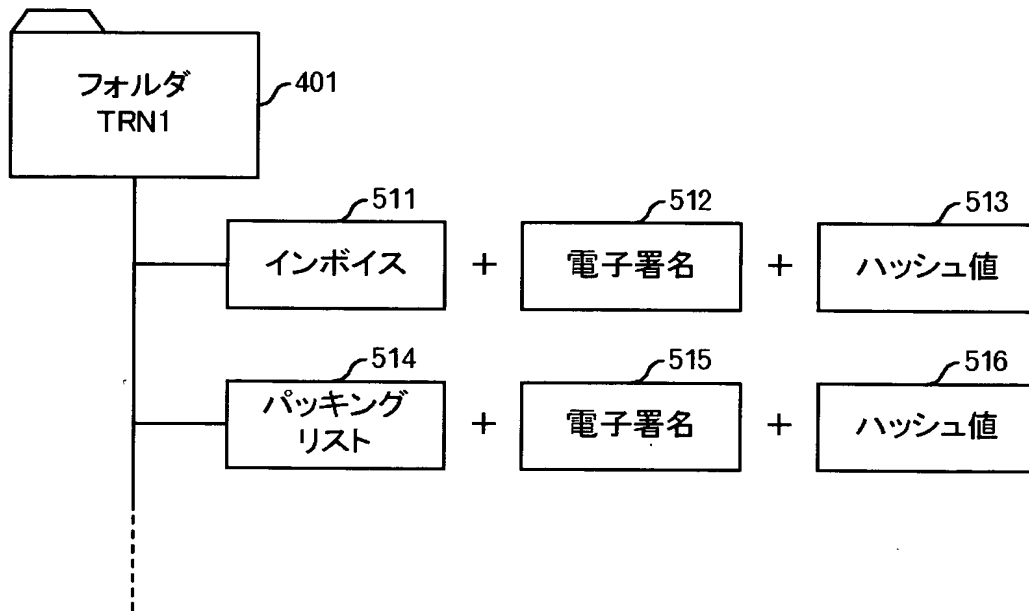 フォルダ
TRN1
401
511
512
513
インボイス + 電子署名 + ハッシュ値
514
515
516
パッキング
リスト + 電子署名 + ハッシュ値